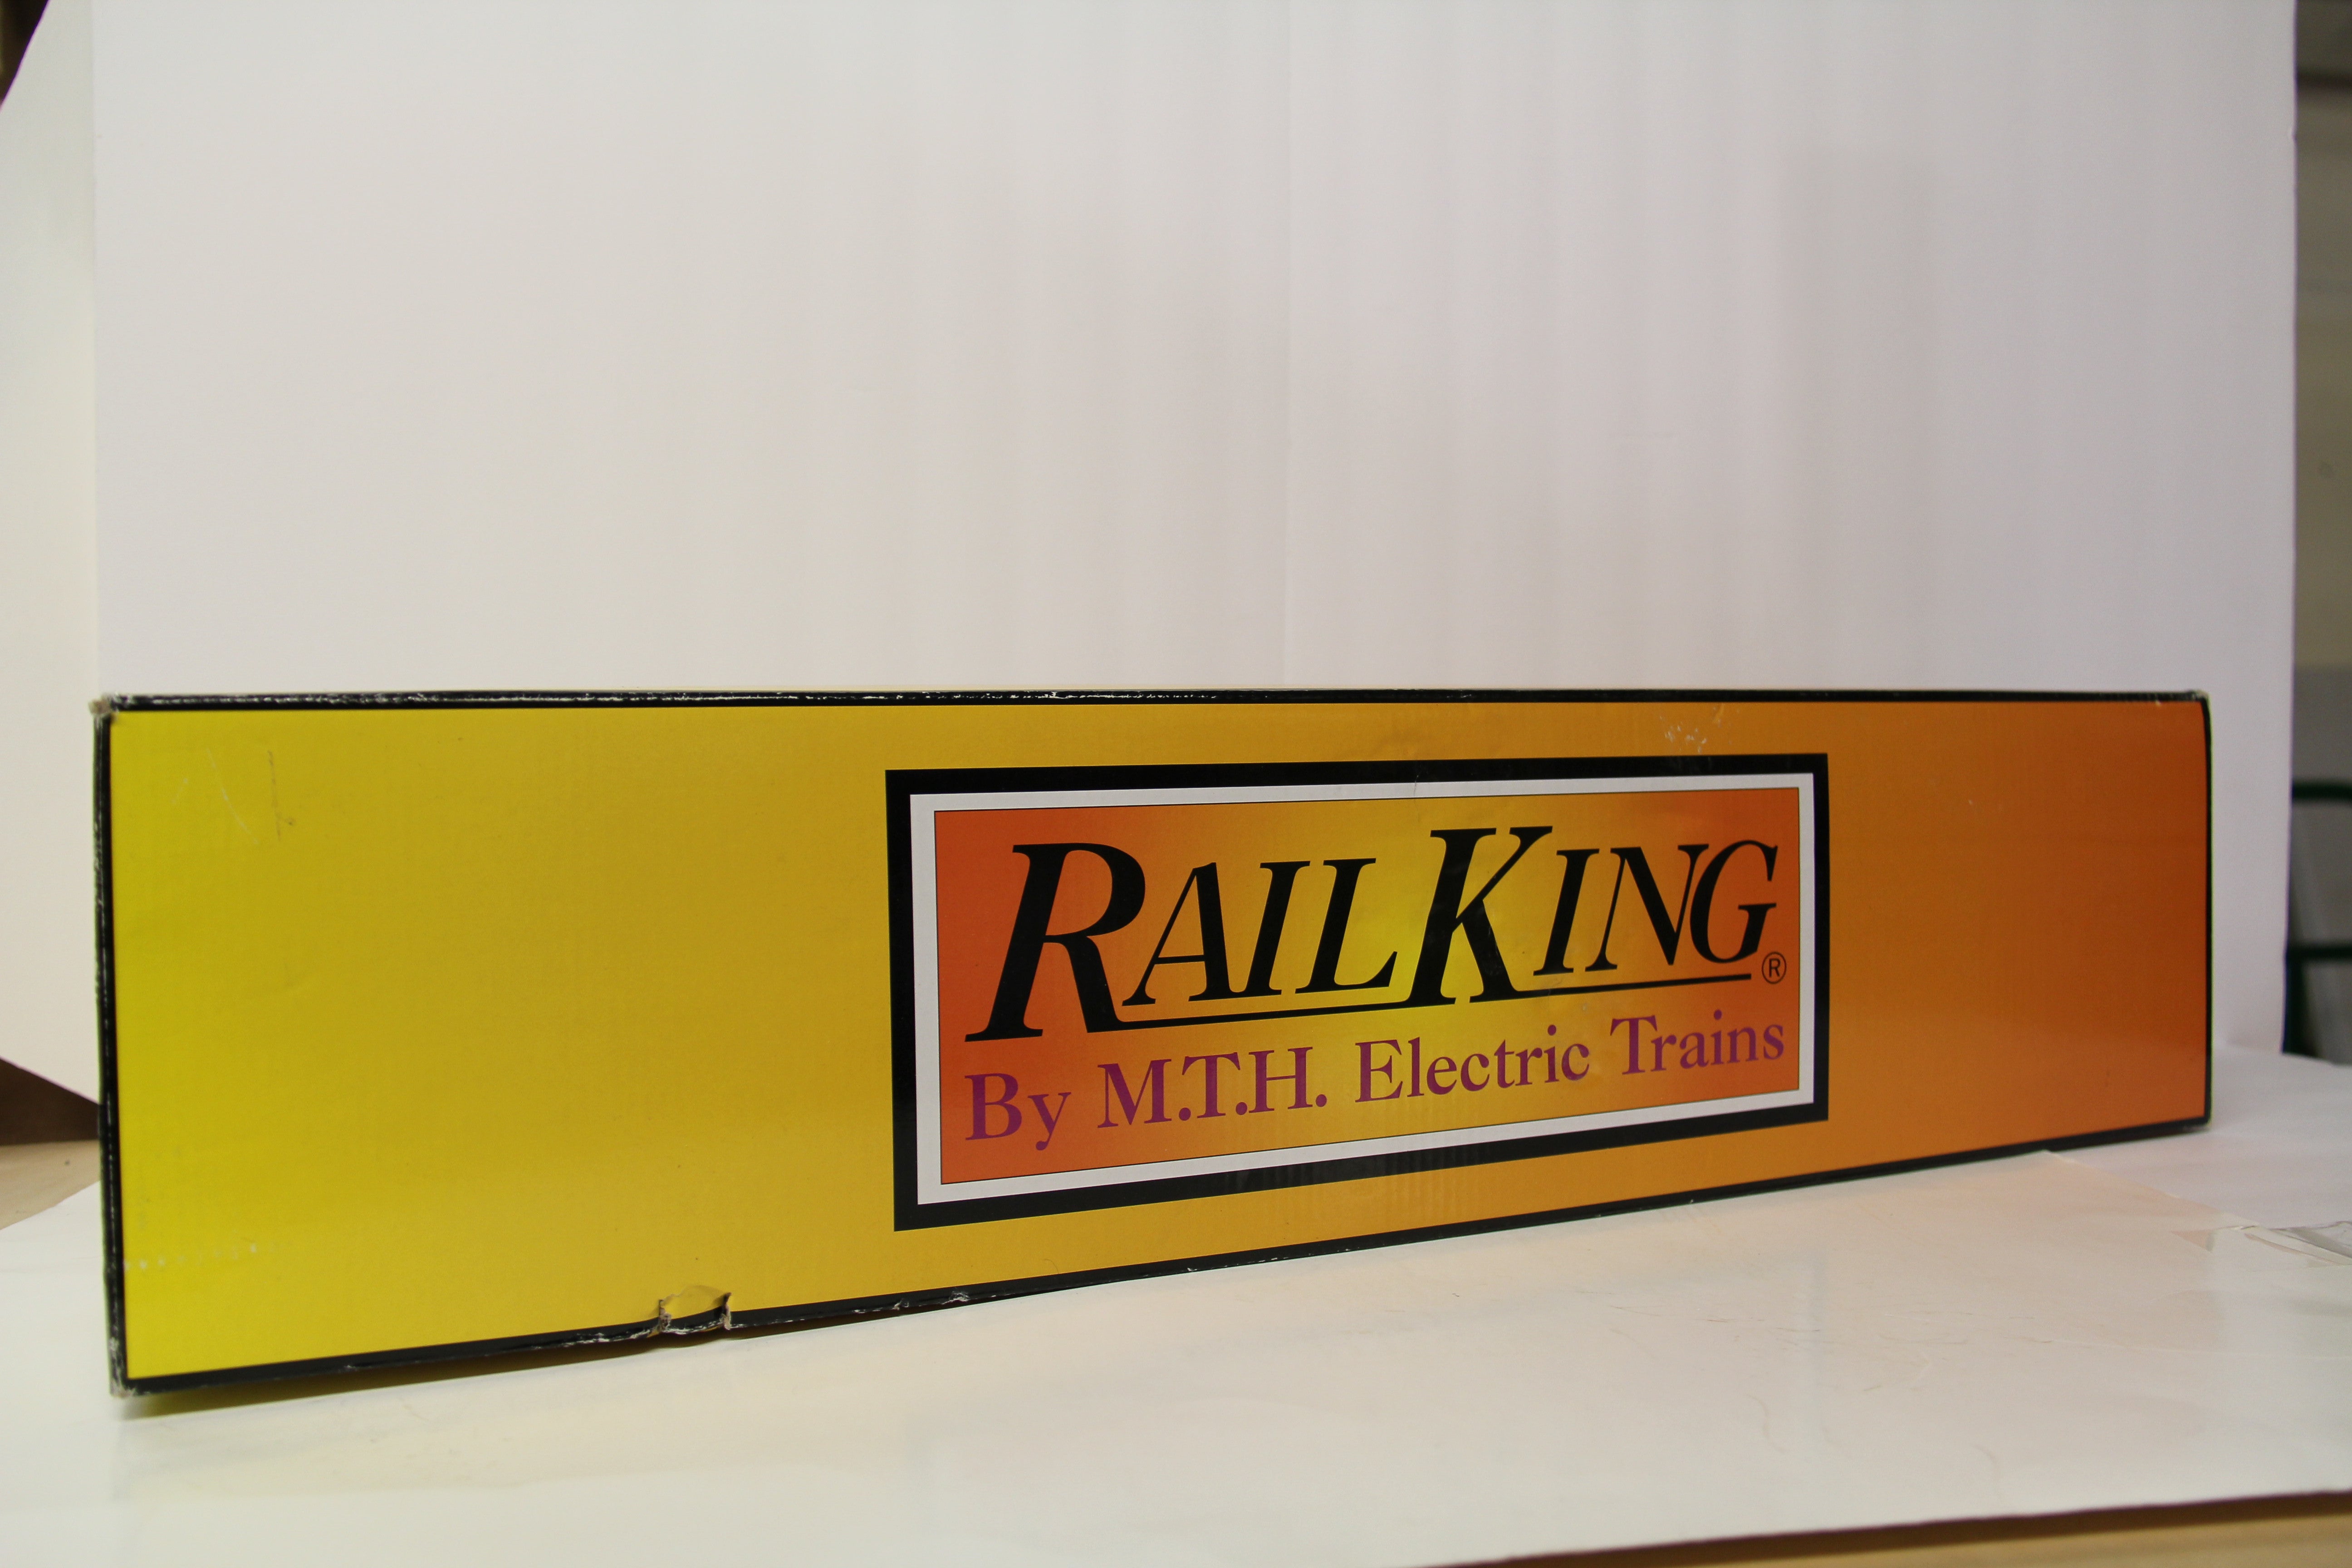 RAILKING®
By M.T.H. Electric Trains